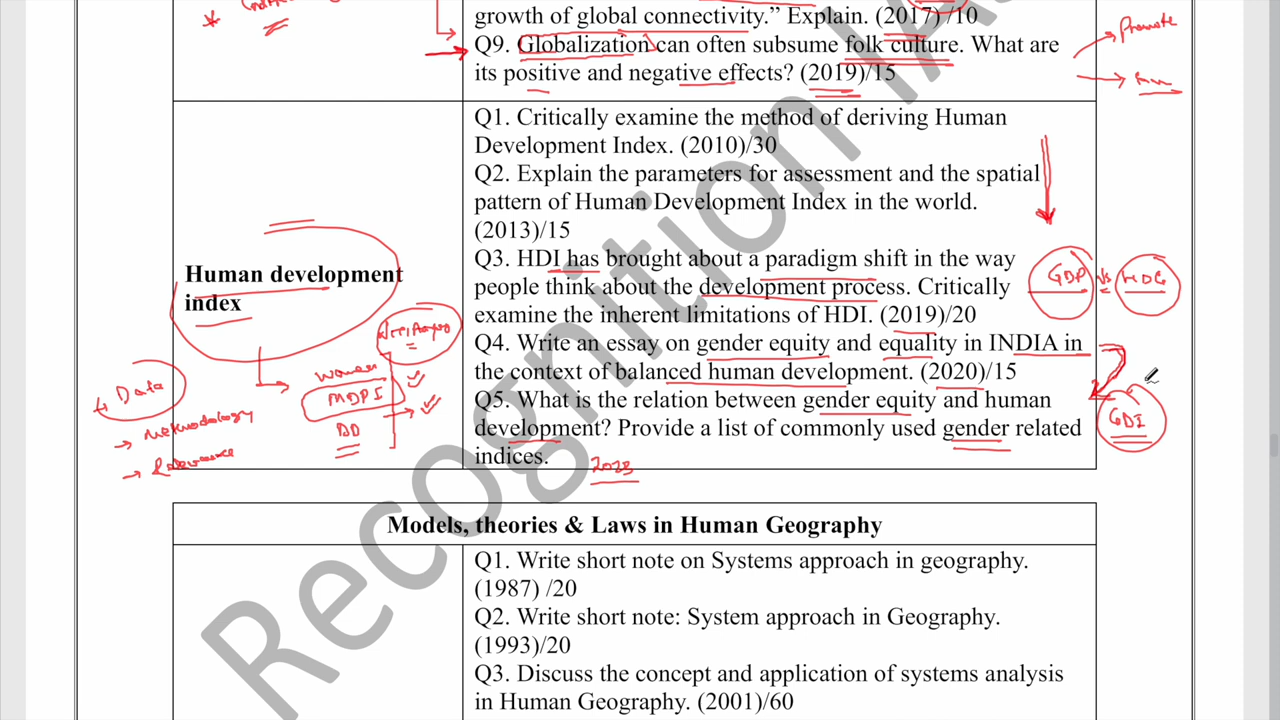 growth of global connectivity.” Explain. (2017)/10
Q9. Globalization can often subsume folk culture. What are
its positive and negative effects? (2019)/15
Promote
Human development
index
Q1. Critically examine the method of deriving Human
Development Index. (2010)/30
Q2. Explain the parameters for assessment and the spatial
pattern of Human Development Index in the world.
(2013)/15
Q3. HDI has brought about a paradigm shift in the way
people think about the development process. Critically
examine the inherent limitations of HDI. (2019)/20
Q4. Write an essay on gender equity and equality in INDIA in
the context of balanced human development. (2020)/15
Q5. What is the relation between gender equity and human
development? Provide a list of commonly used gender related
indices.
2023
GDP vs
GDI
Data
Methodology
Relevance
women
MDPI
Models, theories & Laws in Human Geography
Q1. Write short note on Systems approach in geography.
(1987) /20
Q2. Write short note: System approach in Geography.
(1993)/20
Q3. Discuss the concept and application of systems analysis
in Human Geography. (2001)/60
Recognition IAS